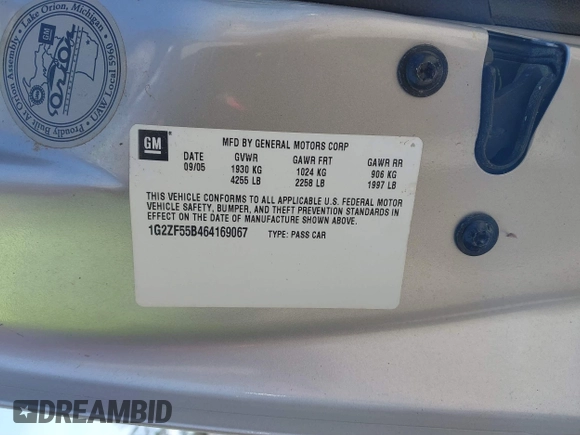 Lake Orion, Michigan
Proudly Built At Orion Assembly
UAW Local 5960
ORION
GM
GM
MFD BY GENERAL MOTORS CORP
DATE GVWR GAWR FRT GAWR RR
09/05 1930 KG 1024 KG 906 KG
4255 LB 2258 LB 1997 LB
THIS VEHICLE CONFORMS TO ALL APPLICABLE U.S. FEDERAL MOTOR
VEHICLE SAFETY, BUMPER, AND THEFT PREVENTION STANDARDS IN
EFFECT ON THE DATE OF MANUFACTURE SHOWN ABOVE.
1G2ZF55B464169067 TYPE: PASS CAR
DREAMBID